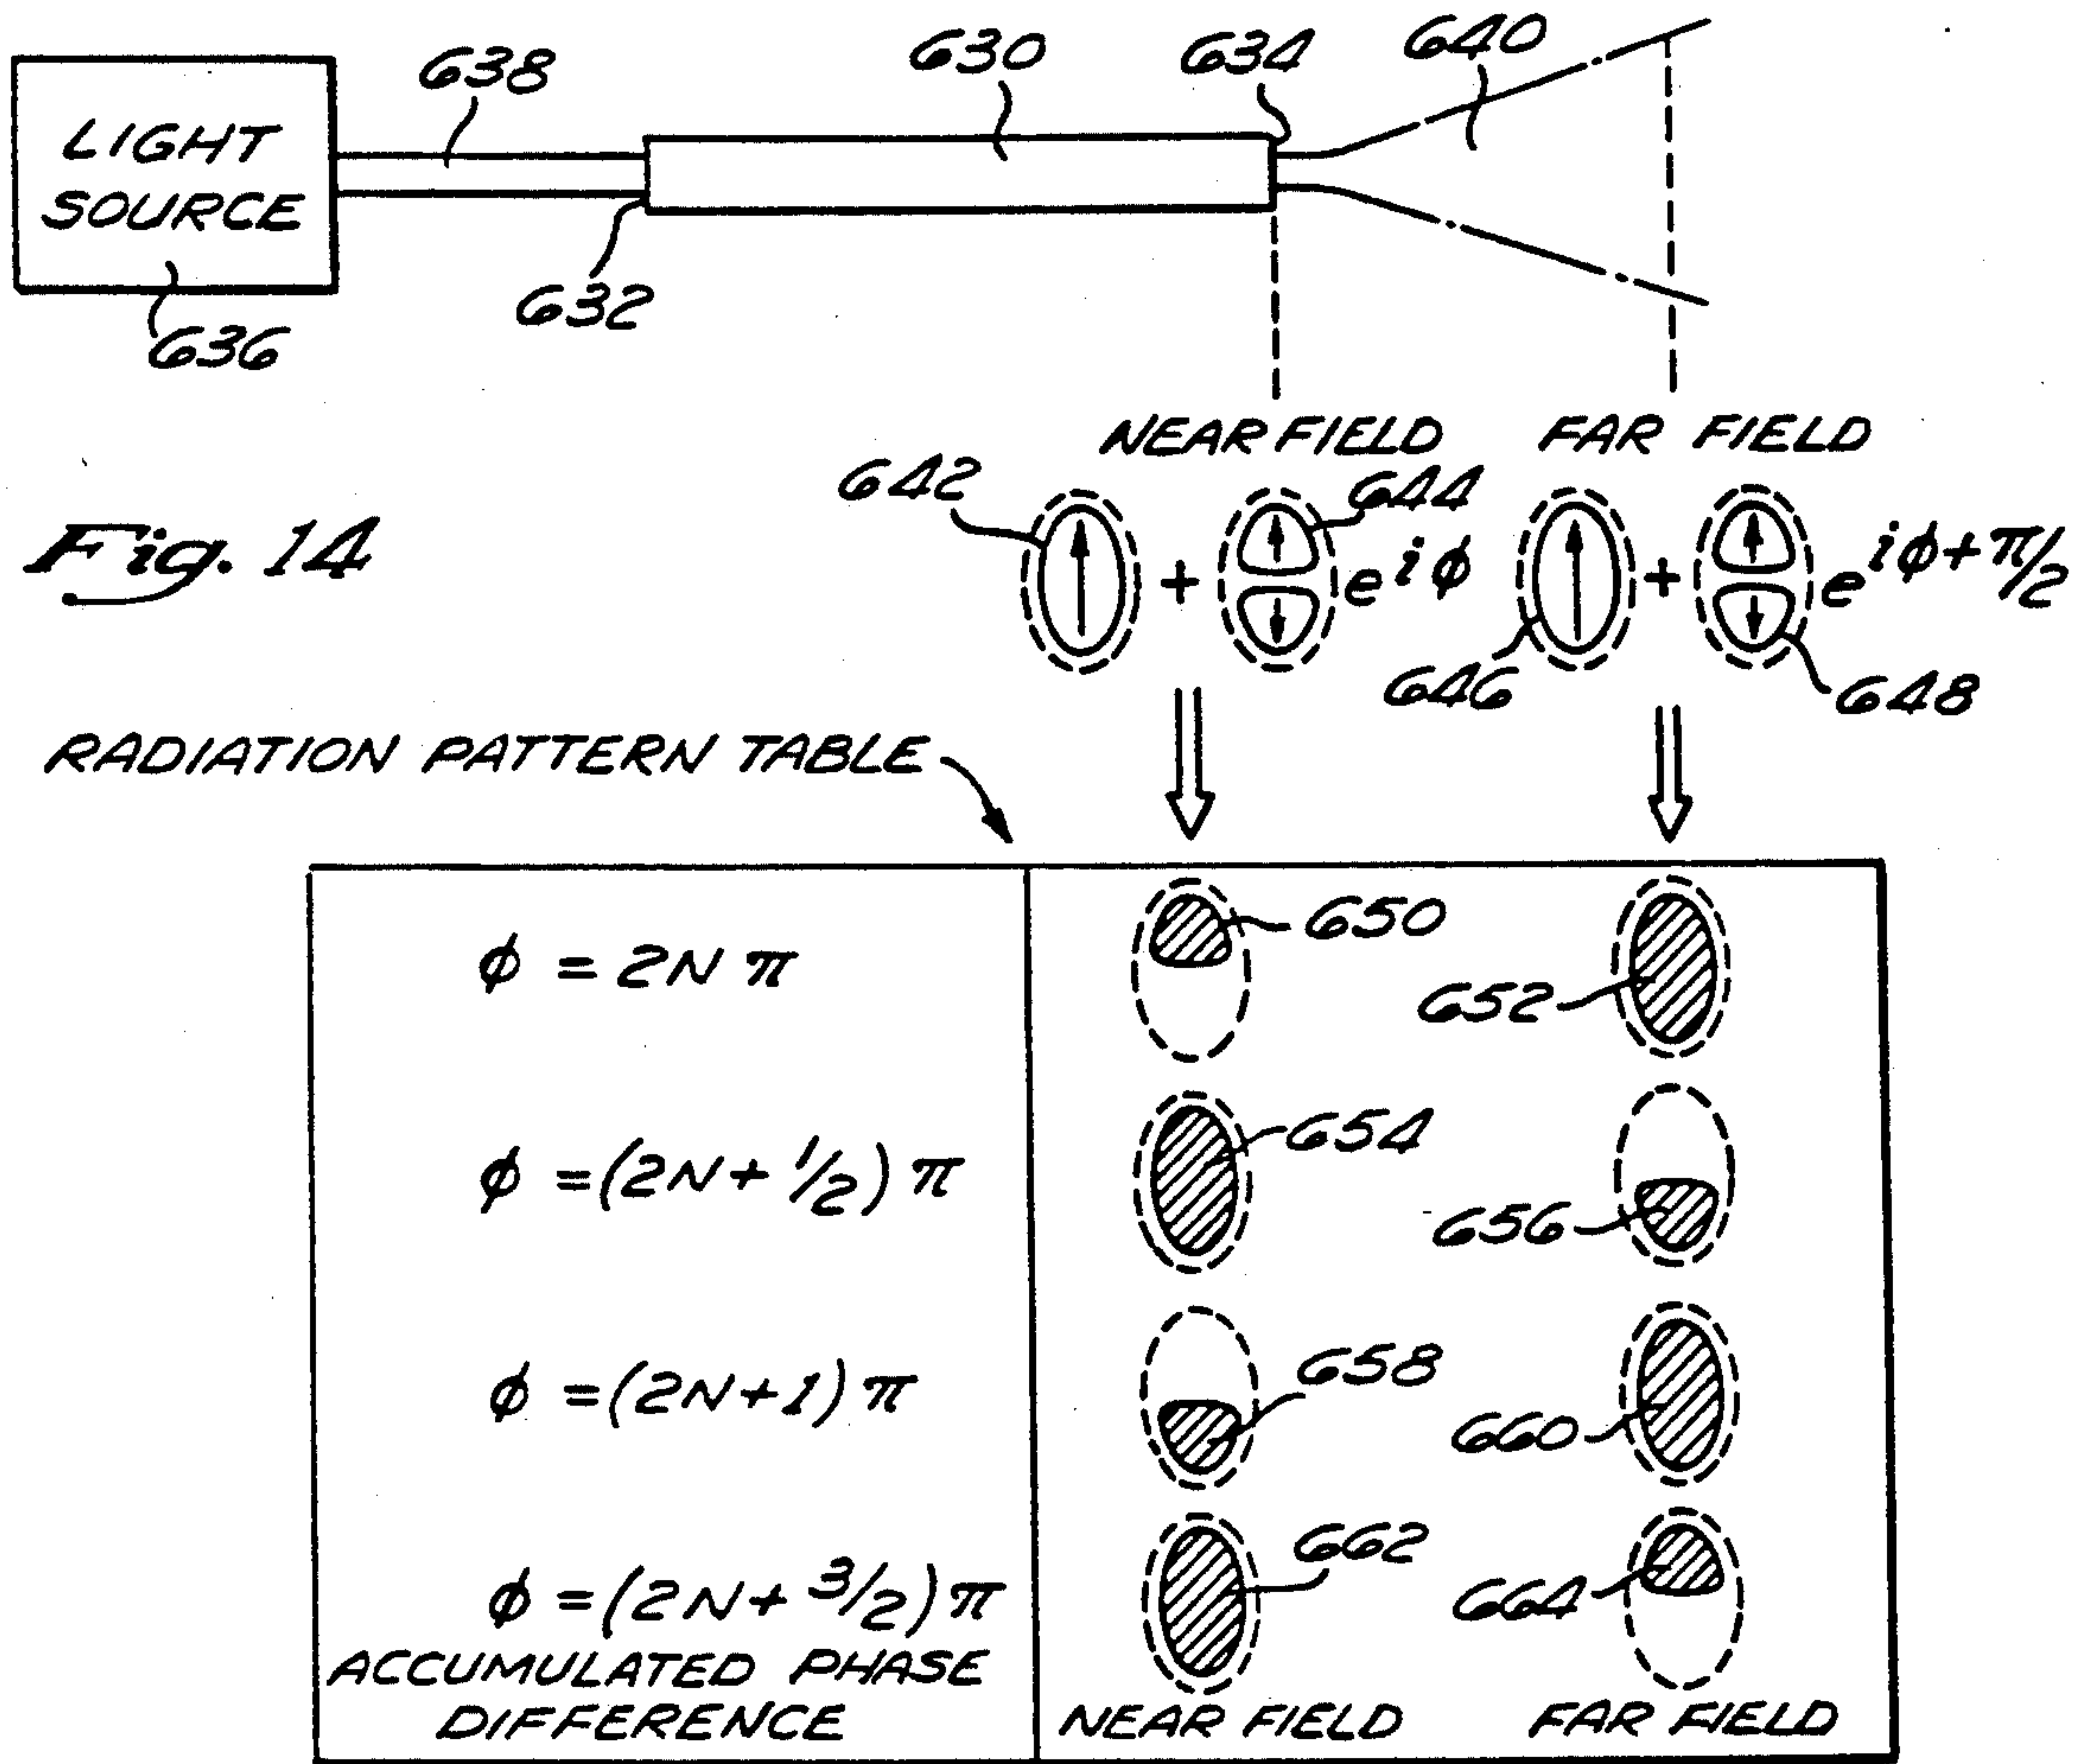 638
630
634
640
LIGHT
SOURCE
632
636
NEAR FIELD
FAR FIELD
642
644
Fig. 14
+
e^{iϕ}
+
e^{iϕ+π/2}
646
648
RADIATION PATTERN TABLE
ϕ = 2N π
650
652
ϕ = (2N + 1/2) π
654
656
ϕ = (2N + 1) π
658
660
ϕ = (2N + 3/2) π
662
664
ACCUMULATED PHASE
DIFFERENCE
NEAR FIELD
FAR FIELD